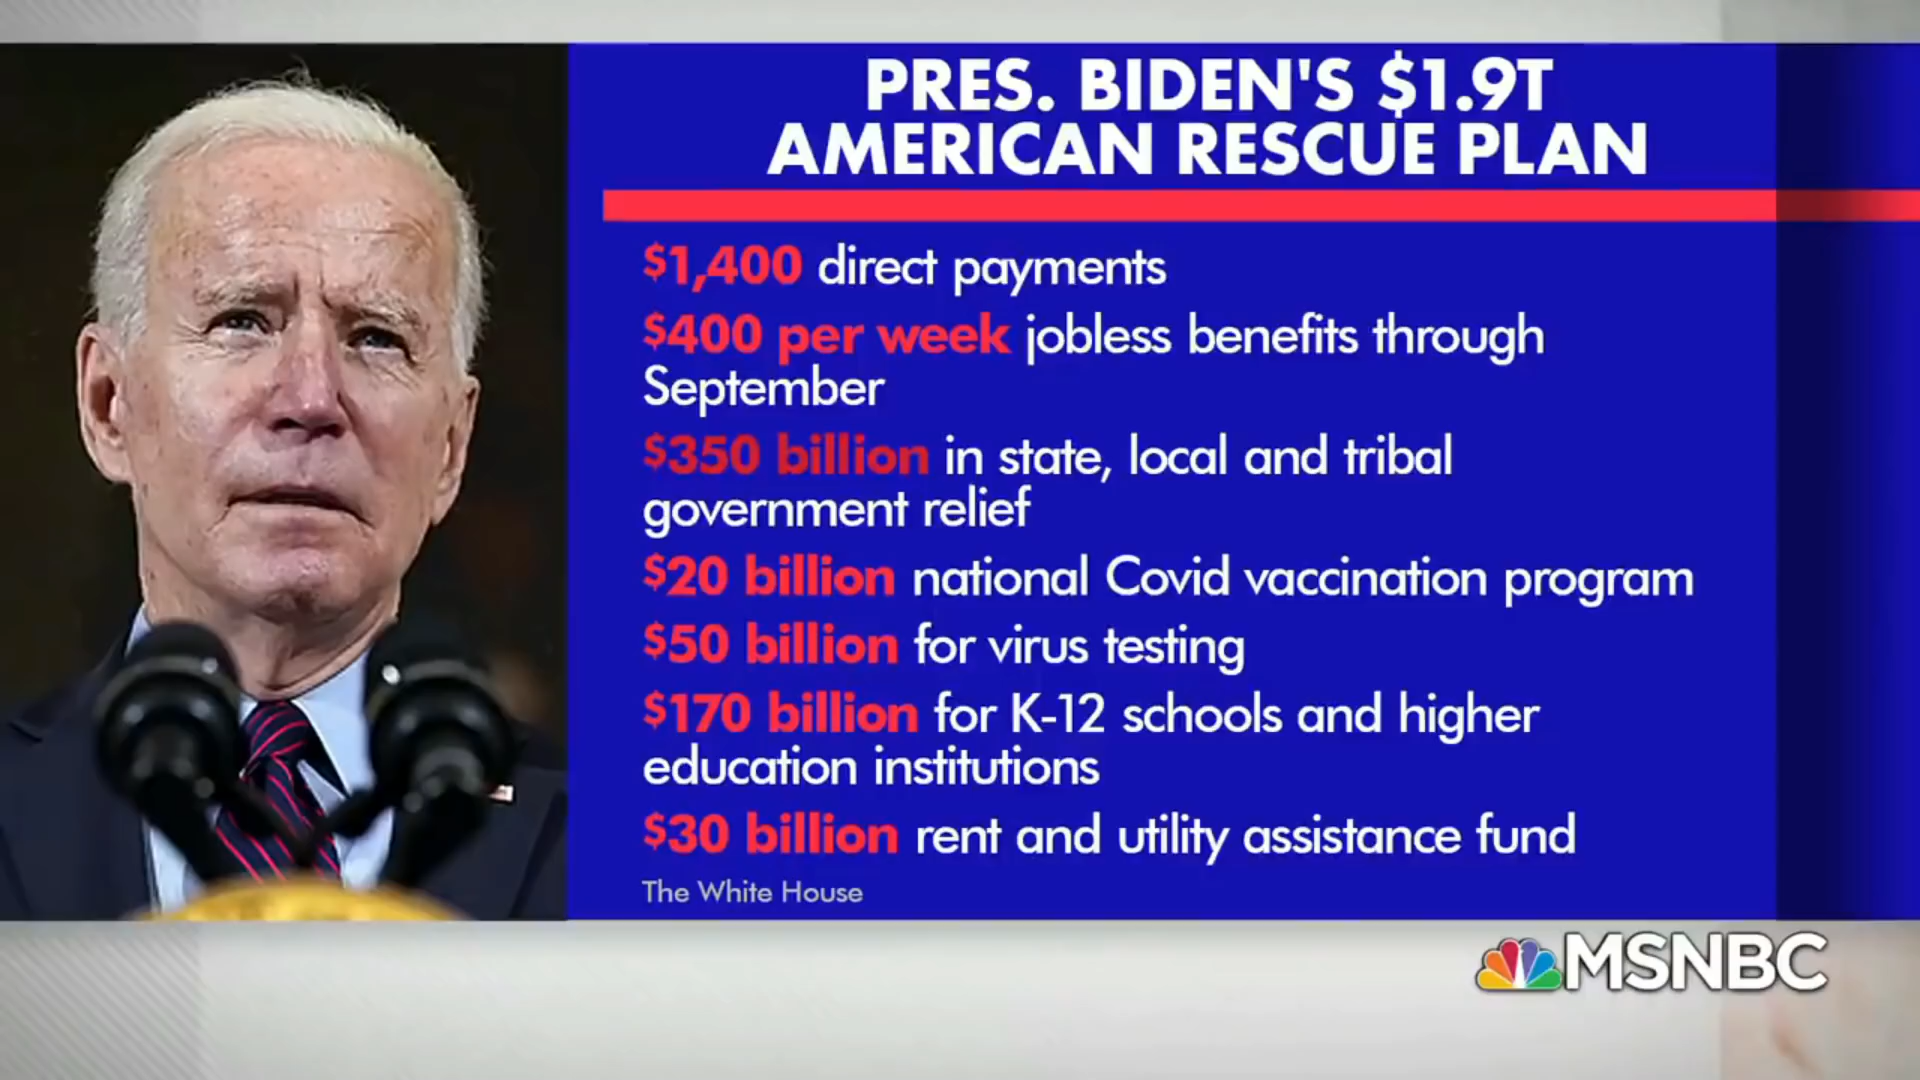 PRES. BIDEN'S $1.9T
AMERICAN RESCUE PLAN
$1,400 direct payments
$400 per week jobless benefits through
September
$350 billion in state, local and tribal
government relief
$20 billion national Covid vaccination program
$50 billion for virus testing
$170 billion for K-12 schools and higher
education institutions
$30 billion rent and utility assistance fund
The White House
MSNBC